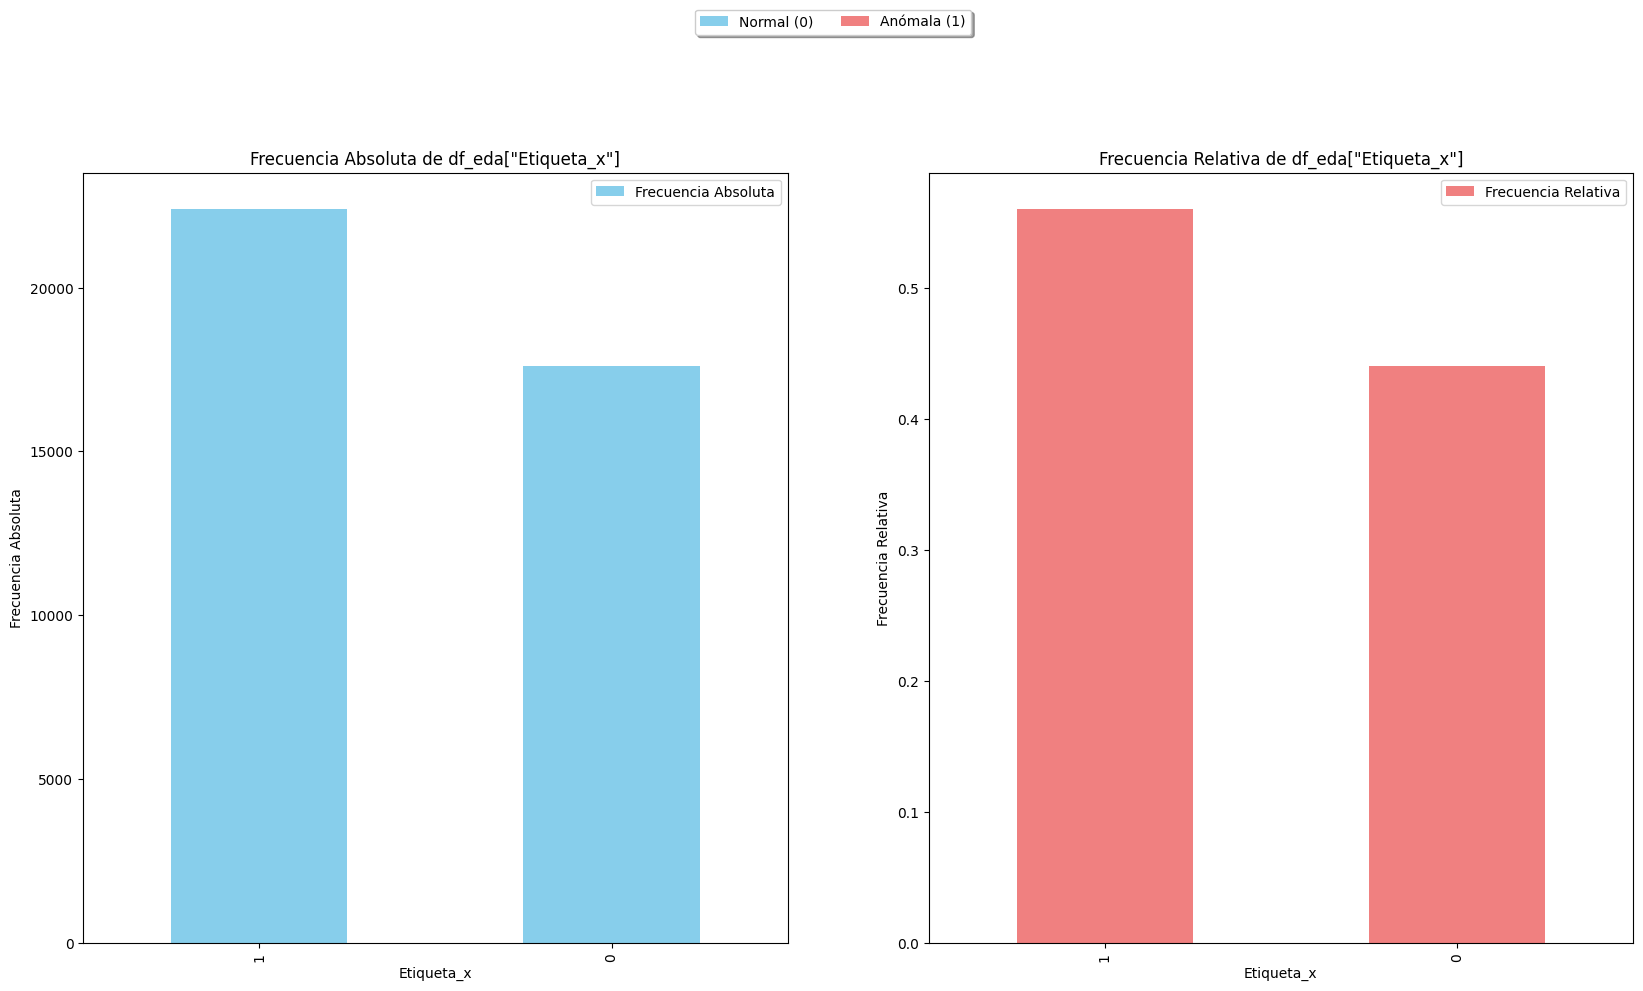 Normal (0)
Anómala (1)
Frecuencia Absoluta de df_eda["Etiqueta_x"]
Frecuencia Absoluta
20000
15000
10000
5000
0
Frecuencia Absoluta
1
0
Etiqueta_x
Frecuencia Relativa de df_eda["Etiqueta_x"]
Frecuencia Relativa
0.5
0.4
0.3
0.2
0.1
0.0
Frecuencia Relativa
1
0
Etiqueta_x